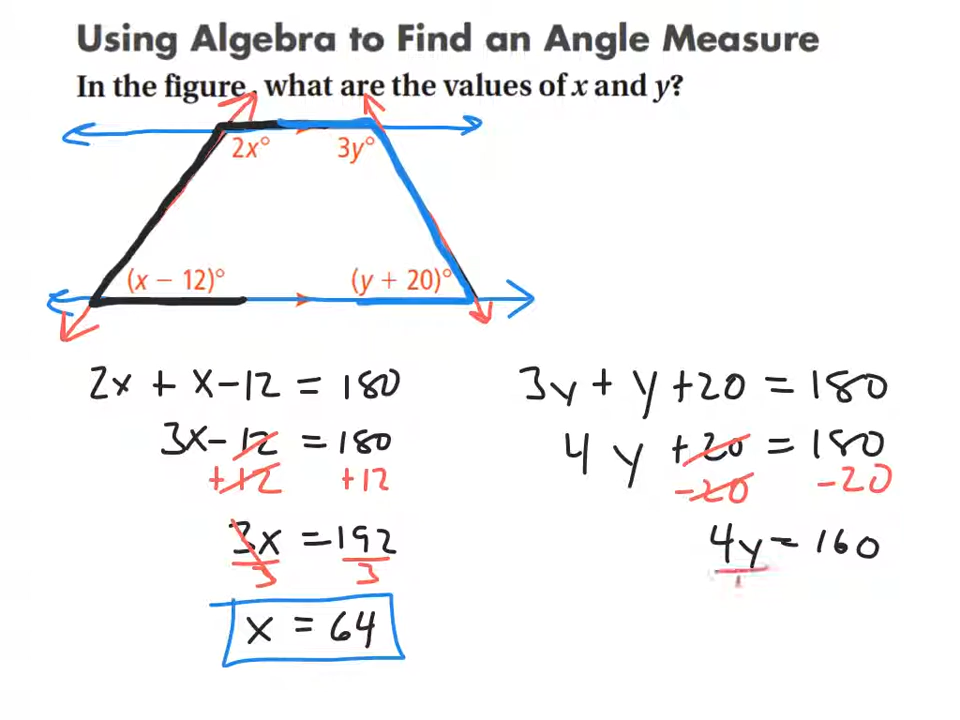 Using Algebra to Find an Angle Measure
In the figure, what are the values of x and y?
2x° 3y°
(x − 12)° (y + 20)°
2x + x - 12 = 180
3x - 12 = 180
+12 +12
3x = 192
3 3
x = 64
3y + y + 20 = 180
4y + 20 = 180
-20 -20
4y = 160